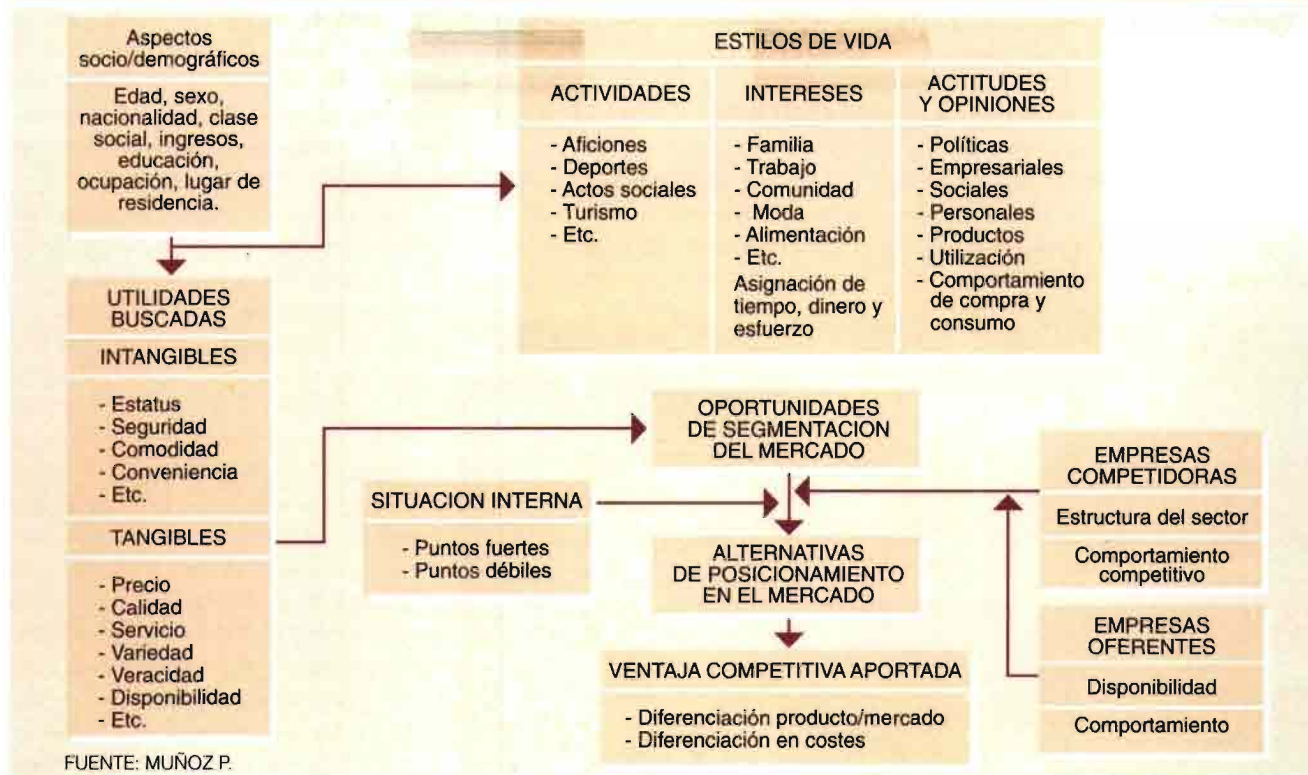 Aspectos
socio/demográficos
Edad, sexo,
nacionalidad, clase
social, ingresos,
educación,
ocupación, lugar de
residencia.
UTILIDADES
BUSCADAS
INTANGIBLES
- Estatus
- Seguridad
- Comodidad
- Conveniencia
- Etc.
TANGIBLES
- Precio
- Calidad
- Servicio
- Variedad
- Veracidad
- Disponibilidad
- Etc.
ESTILOS DE VIDA
ACTIVIDADES
- Aficiones
- Deportes
- Actos sociales
- Turismo
- Etc.
INTERESES
- Familia
- Trabajo
- Comunidad
- Moda
- Alimentación
- Etc.
Asignación de
tiempo, dinero y
esfuerzo
ACTITUDES
Y OPINIONES
- Políticas
- Empresariales
- Sociales
- Personales
- Productos
- Utilización
- Comportamiento
de compra y
consumo
OPORTUNIDADES
DE SEGMENTACION
DEL MERCADO
SITUACION INTERNA
- Puntos fuertes
- Puntos débiles
ALTERNATIVAS
DE POSICIONAMIENTO
EN EL MERCADO
VENTAJA COMPETITIVA APORTADA
- Diferenciación producto/mercado
- Diferenciación en costes
EMPRESAS
COMPETIDORAS
Estructura del sector
Comportamiento
competitivo
EMPRESAS
OFERENTES
Disponibilidad
Comportamiento
FUENTE: MUÑOZ P.